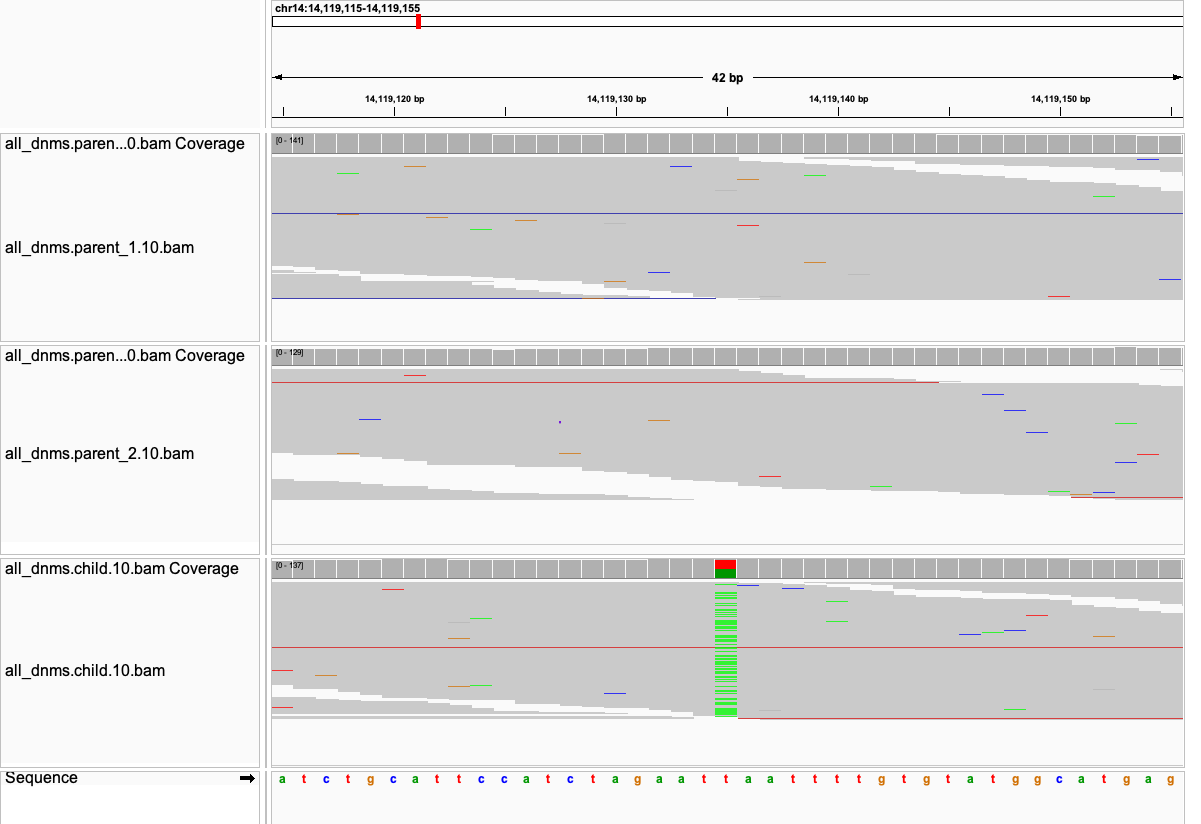 chr14:14,119,115-14,119,155
42 bp
14,119,120 bp 14,119,130 bp 14,119,140 bp 14,119,150 bp
all_dnms.paren...0.bam Coverage
[0 - 141]
all_dnms.parent_1.10.bam
all_dnms.paren...0.bam Coverage
[0 - 129]
all_dnms.parent_2.10.bam
all_dnms.child.10.bam Coverage
[0 - 137]
all_dnms.child.10.bam
Sequence
a t c t g c a t t c c a t c t a g a a t t a a t t t t g t g t a t g g c a t g a g